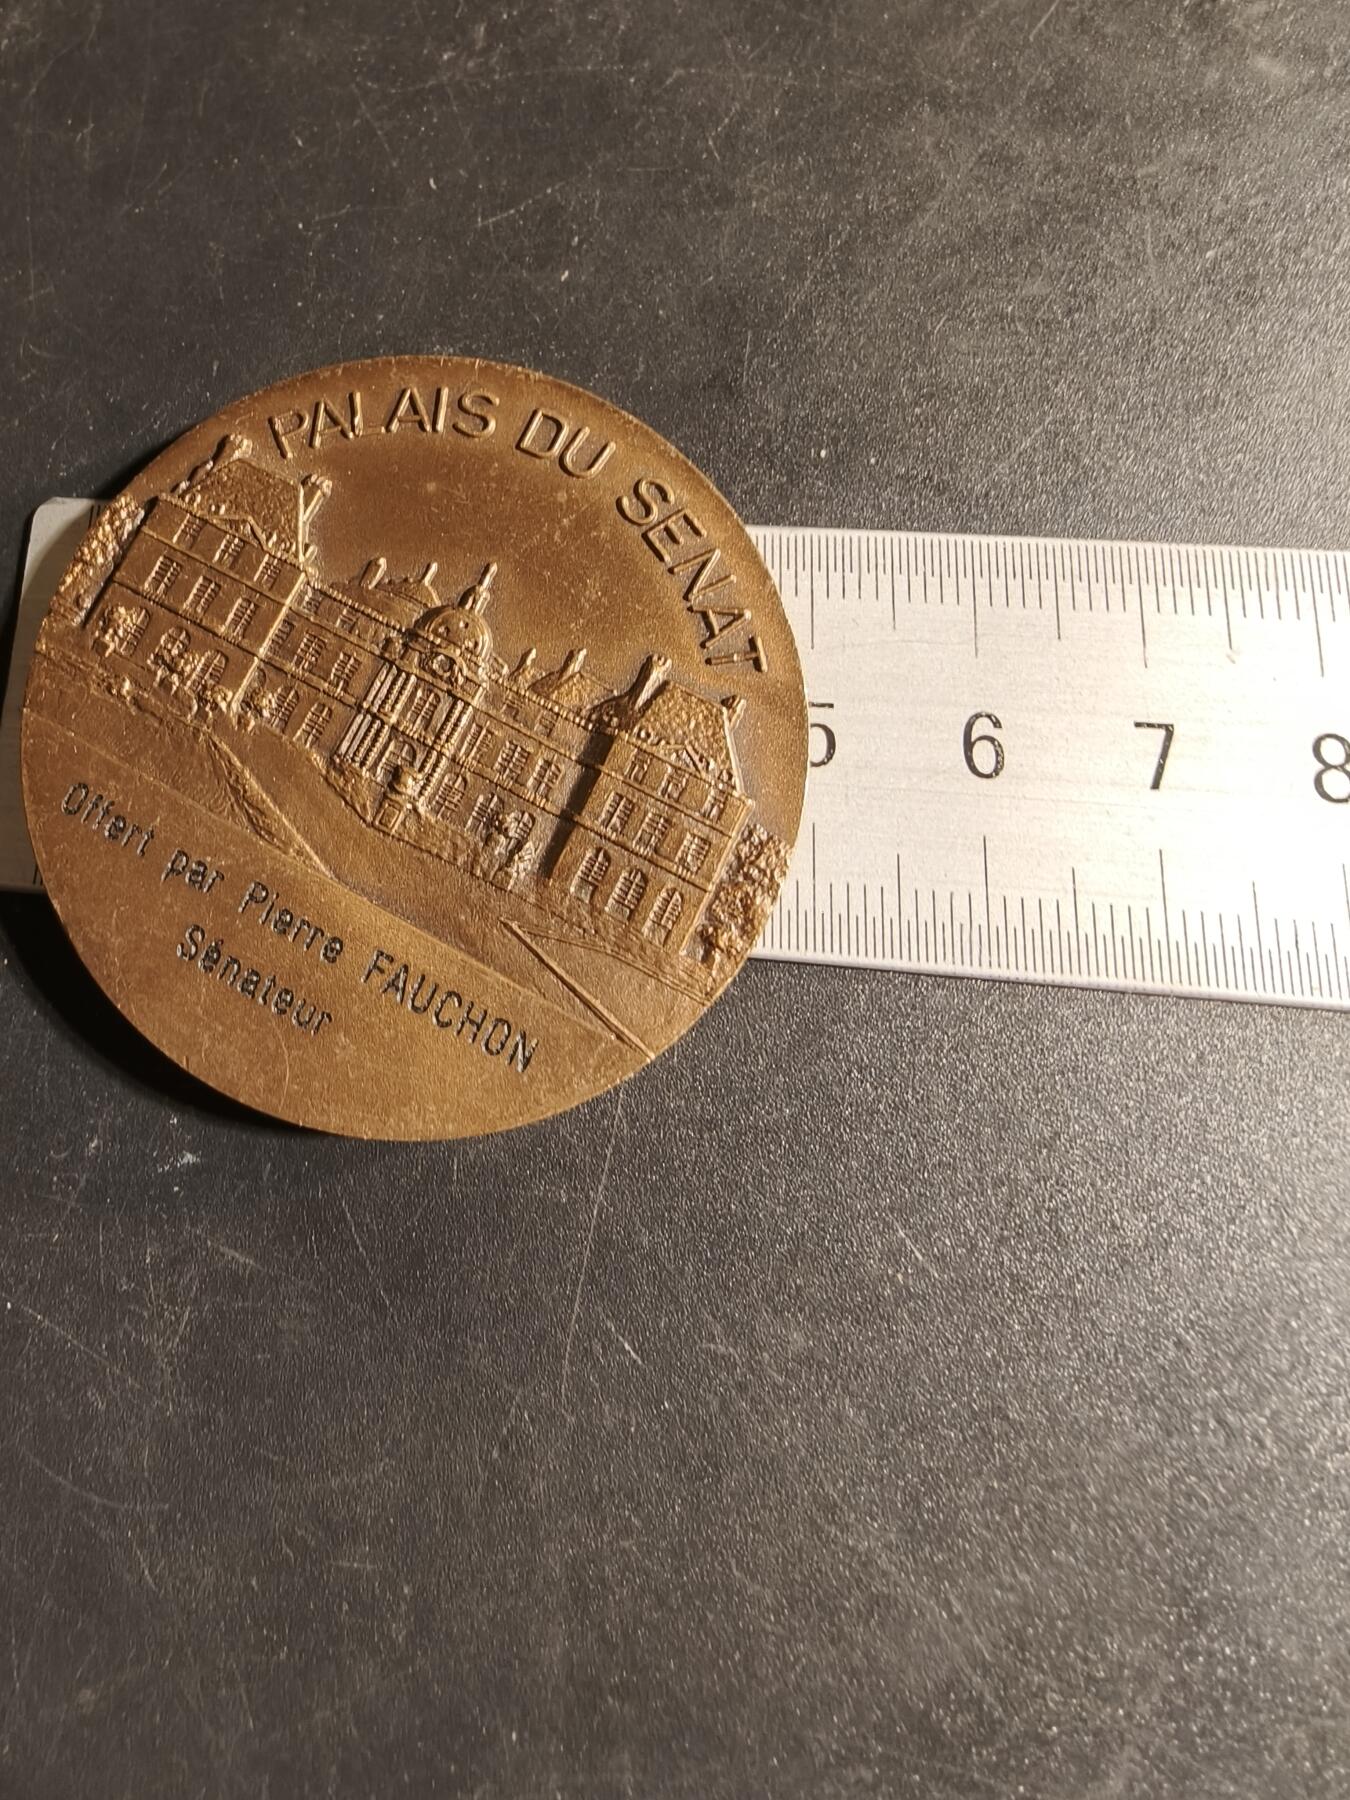 PALAIS DU SENAT
Offert par Pierre FAUCHON
Sénateur
5 6 7 8